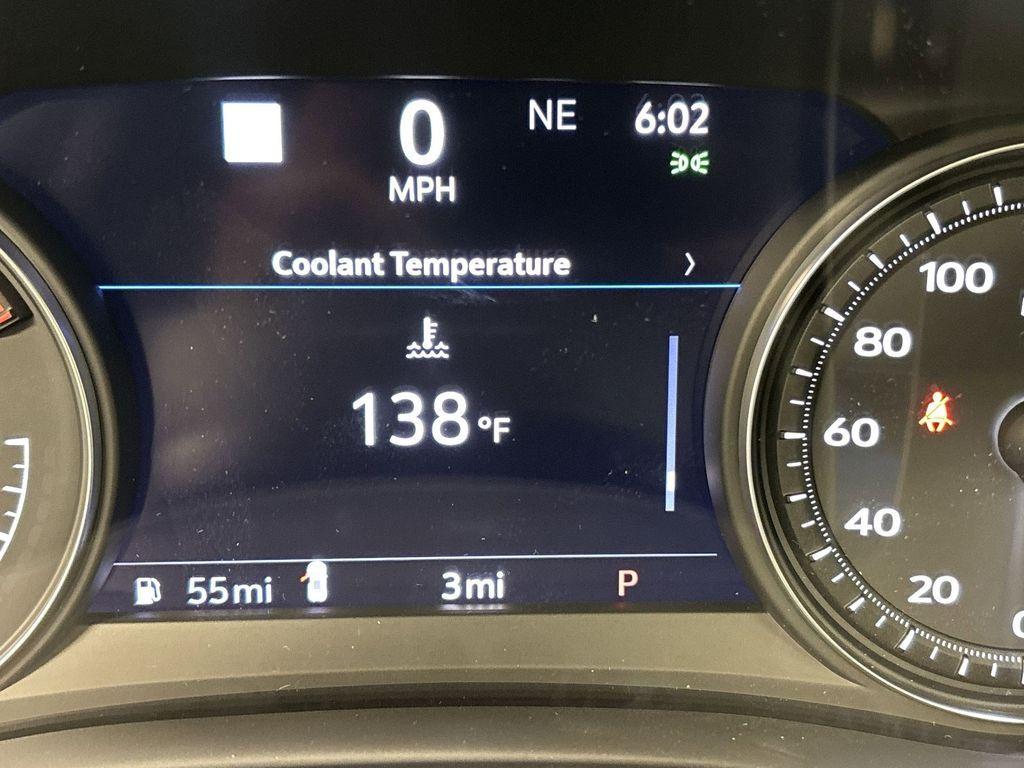 0
MPH
NE
6:02
Coolant Temperature
138 °F
55mi
3mi
P
100
80
60
40
20